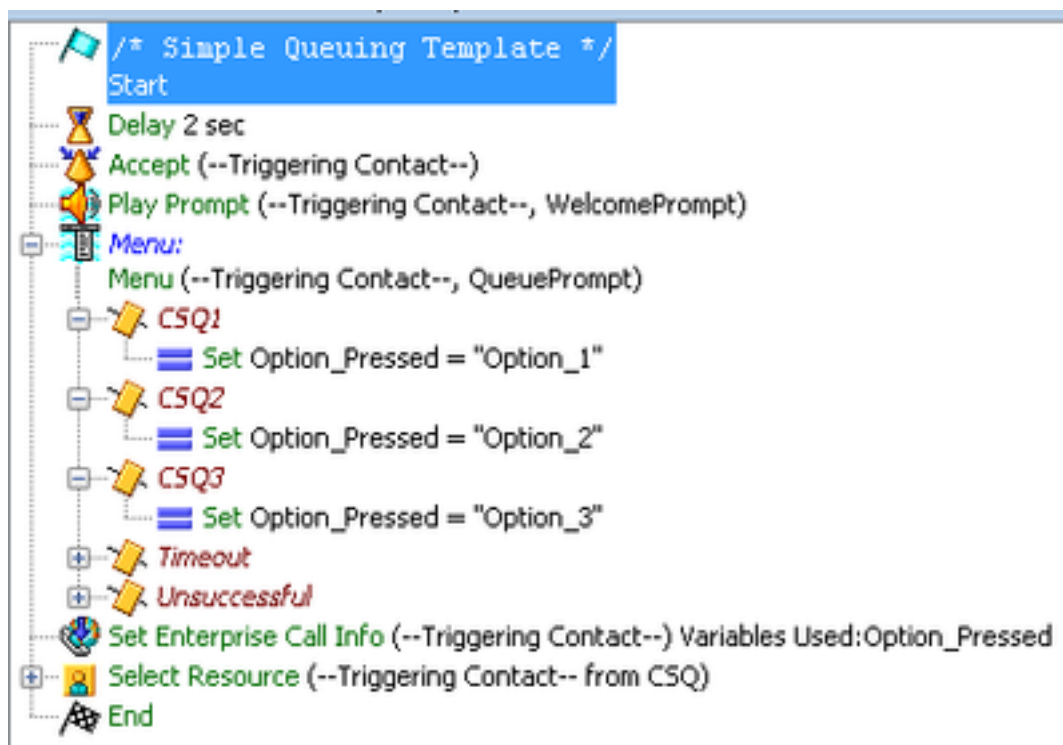 /* Simple Queuing Template */
Start
Delay 2 sec
Accept (--Triggering Contact--)
Play Prompt (--Triggering Contact--, WelcomePrompt)
Menu:
Menu (--Triggering Contact--, QueuePrompt)
CSQ1
Set Option_Pressed = "Option_1"
CSQ2
Set Option_Pressed = "Option_2"
CSQ3
Set Option_Pressed = "Option_3"
Timeout
Unsuccessful
Set Enterprise Call Info (--Triggering Contact--) Variables Used:Option_Pressed
Select Resource (--Triggering Contact-- from CSQ)
End